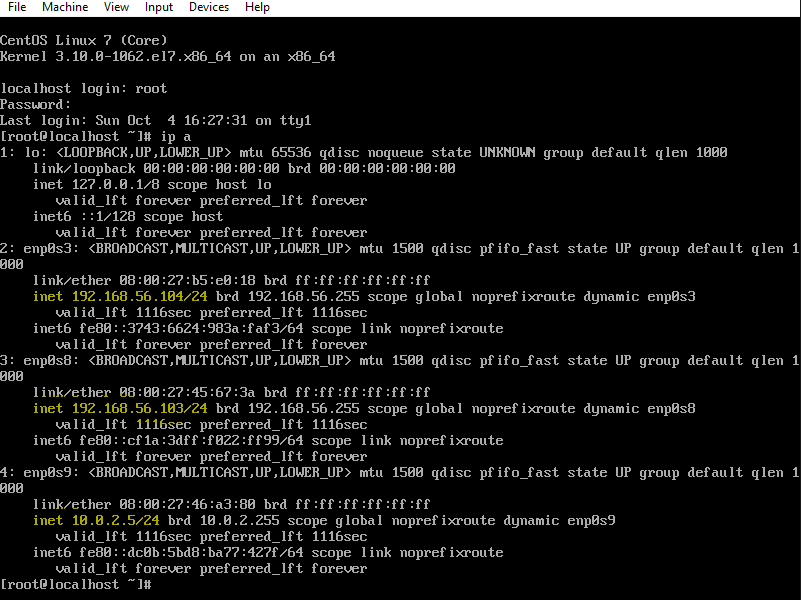 File Machine View Input Devices Help
CentOS Linux 7 (Core)
Kernel 3.10.0-1062.el7.x86_64 on an x86_64
localhost login: root
Password:
Last login: Sun Oct  4 16:27:31 on tty1
[root@localhost ~]# ip a
1: lo: <LOOPBACK,UP,LOWER_UP> mtu 65536 qdisc noqueue state UNKNOWN group default qlen 1000
    link/loopback 00:00:00:00:00:00 brd 00:00:00:00:00:00
    inet 127.0.0.1/8 scope host lo
       valid_lft forever preferred_lft forever
    inet6 ::1/128 scope host
       valid_lft forever preferred_lft forever
2: enp0s3: <BROADCAST,MULTICAST,UP,LOWER_UP> mtu 1500 qdisc pfifo_fast state UP group default qlen 1
000
    link/ether 08:00:27:b5:e0:18 brd ff:ff:ff:ff:ff:ff
    inet 192.168.56.104/24 brd 192.168.56.255 scope global noprefixroute dynamic enp0s3
       valid_lft 1116sec preferred_lft 1116sec
    inet6 fe80::3743:6624:983a:faf3/64 scope link noprefixroute
       valid_lft forever preferred_lft forever
3: enp0s8: <BROADCAST,MULTICAST,UP,LOWER_UP> mtu 1500 qdisc pfifo_fast state UP group default qlen 1
000
    link/ether 08:00:27:45:67:3a brd ff:ff:ff:ff:ff:ff
    inet 192.168.56.103/24 brd 192.168.56.255 scope global noprefixroute dynamic enp0s8
       valid_lft 1116sec preferred_lft 1116sec
    inet6 fe80::cf1a:3dff:f022:ff99/64 scope link noprefixroute
       valid_lft forever preferred_lft forever
4: enp0s9: <BROADCAST,MULTICAST,UP,LOWER_UP> mtu 1500 qdisc pfifo_fast state UP group default qlen 1
000
    link/ether 08:00:27:46:a3:80 brd ff:ff:ff:ff:ff:ff
    inet 10.0.2.5/24 brd 10.0.2.255 scope global noprefixroute dynamic enp0s9
       valid_lft 1116sec preferred_lft 1116sec
    inet6 fe80::dc0b:5bd8:ba77:427f/64 scope link noprefixroute
       valid_lft forever preferred_lft forever
[root@localhost ~]#